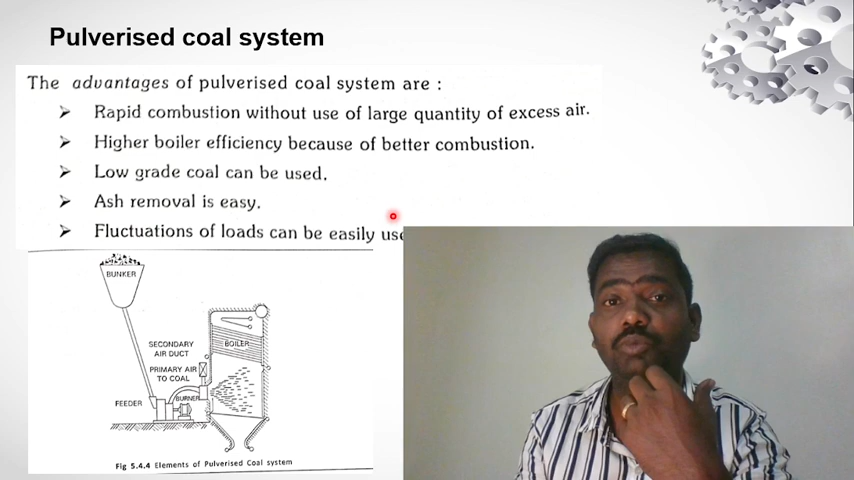 Pulverised coal system
The advantages of pulverised coal system are :
➢ Rapid combustion without use of large quantity of excess air.
➢ Higher boiler efficiency because of better combustion.
➢ Low grade coal can be used.
➢ Ash removal is easy.
➢ Fluctuations of loads can be easily
BUNKER
SECONDARY
AIR DUCT
BOILER
PRIMARY AIR
TO COAL
FEEDER
BURNER
Fig 5.4.4 Elements of Pulverised Coal system